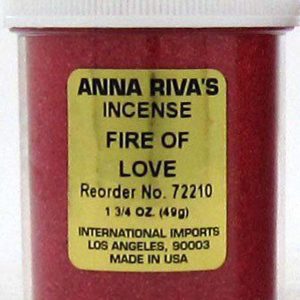 ANNA RIVA'S
INCENSE
FIRE OF
LOVE
Reorder No. 72210
1 3/4 OZ. (49g)
INTERNATIONAL IMPORTS
LOS ANGELES, 90003
MADE IN USA